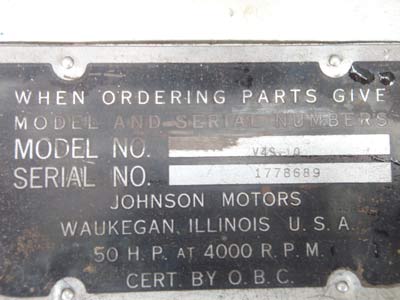 WHEN ORDERING PARTS GIVE
MODEL AND SERIAL NUMBERS
MODEL NO. V4S-10
SERIAL NO. 1778689
JOHNSON MOTORS
WAUKEGAN, ILLINOIS U. S. A.
50 H. P. AT 4000 R. P. M.
CERT. BY O. B. C.